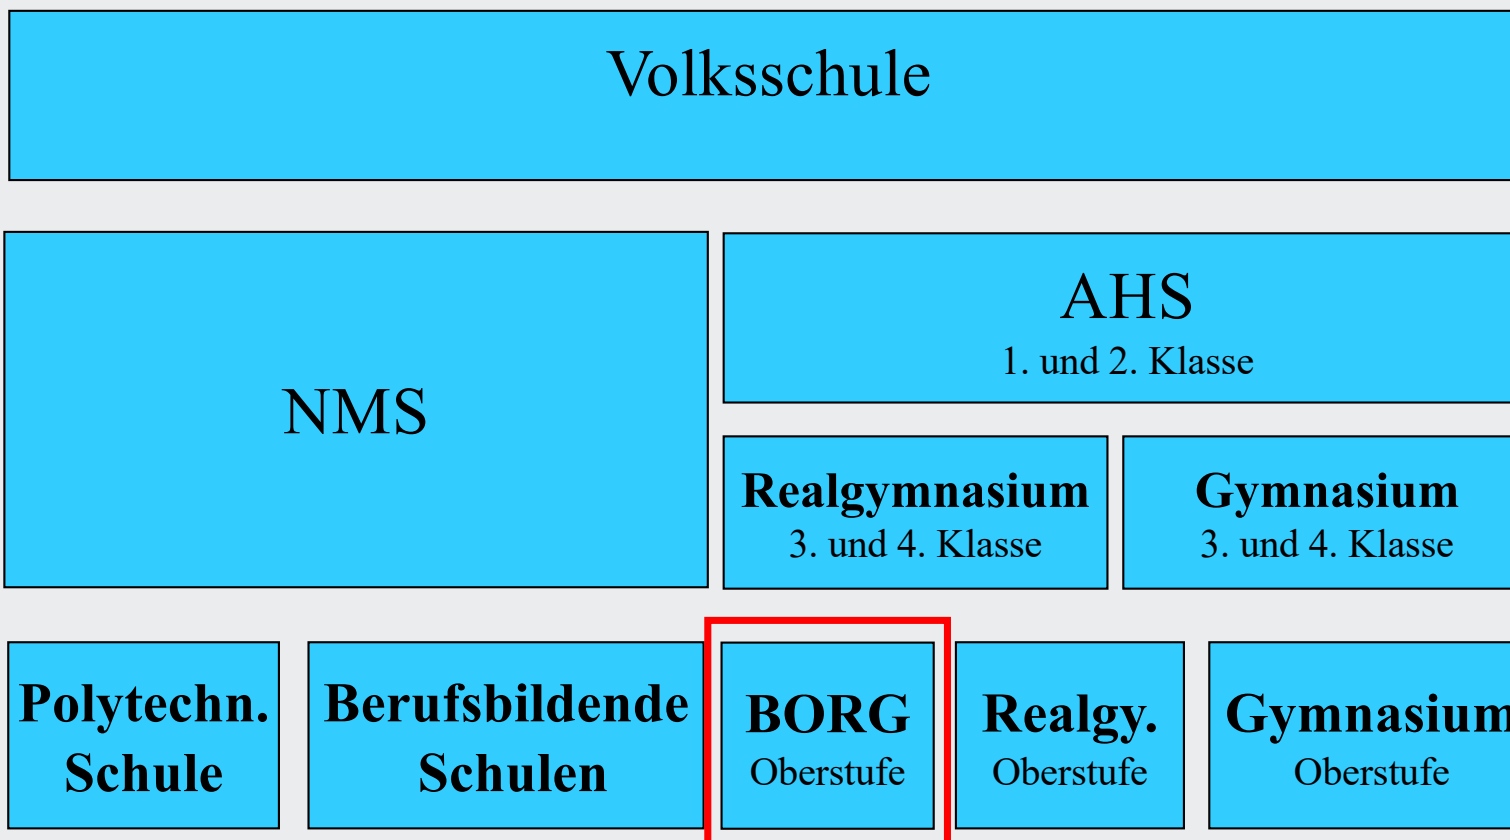 Volksschule
NMS
AHS
1. und 2. Klasse
Realgymnasium
3. und 4. Klasse
Gymnasium
3. und 4. Klasse
Polytechn.
Schule
Berufsbildende
Schulen
BORG
Oberstufe
Realgy.
Oberstufe
Gymnasium
Oberstufe